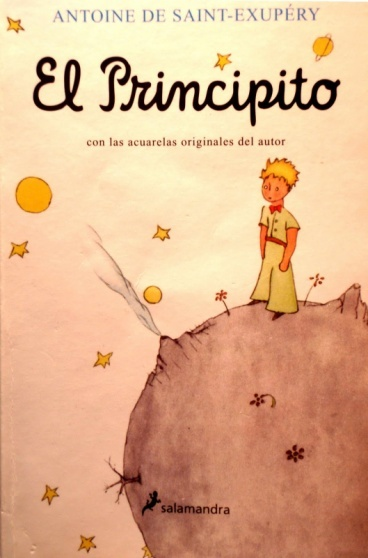 ANTOINE DE SAINT-EXUPÉRY
El Principito
con las acuarelas originales del autor
salamandra